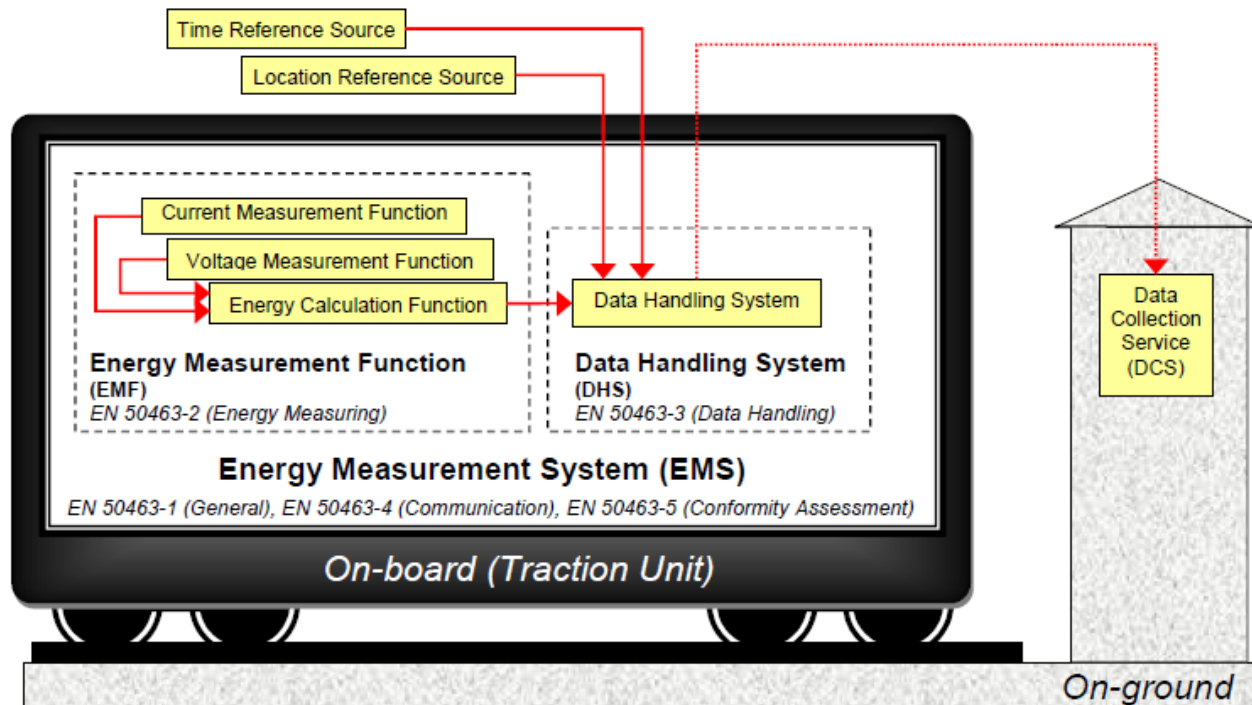 Time Reference Source
Location Reference Source
Current Measurement Function
Voltage Measurement Function
Energy Calculation Function
Energy Measurement Function
(EMF)
EN 50463-2 (Energy Measuring)
Data Handling System
Data Handling System
(DHS)
EN 50463-3 (Data Handling)
Energy Measurement System (EMS)
EN 50463-1 (General), EN 50463-4 (Communication), EN 50463-5 (Conformity Assessment)
On-board (Traction Unit)
Data
Collection
Service
(DCS)
On-ground